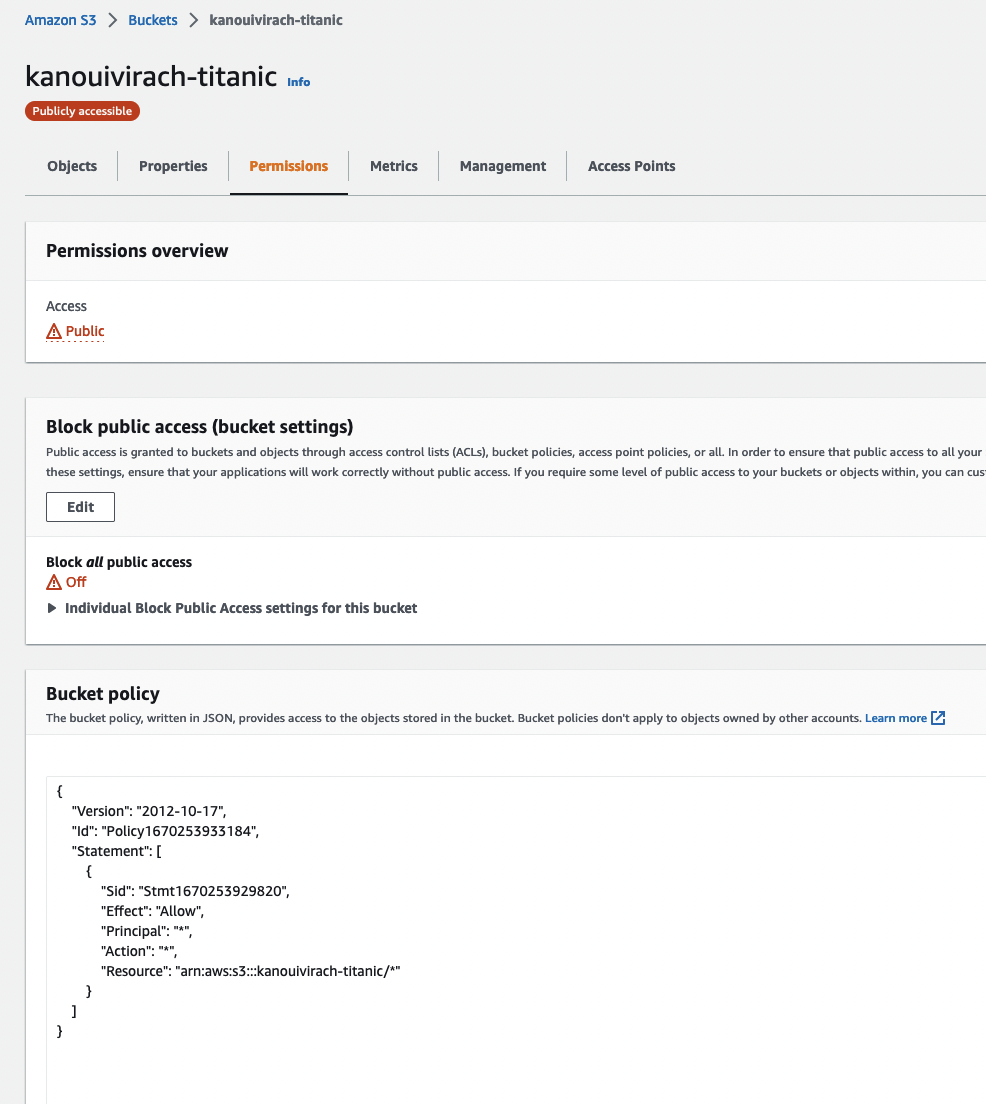 Amazon S3 > Buckets > kanouivirach-titanic
kanouivirach-titanic Info
Publicly accessible
Objects Properties Permissions Metrics Management Access Points
Permissions overview
Access
Public
Block public access (bucket settings)
Public access is granted to buckets and objects through access control lists (ACLs), bucket policies, access point policies, or all. In order to ensure that public access to all your
these settings, ensure that your applications will work correctly without public access. If you require some level of public access to your buckets or objects within, you can cus
Edit
Block all public access
Off
Individual Block Public Access settings for this bucket
Bucket policy
The bucket policy, written in JSON, provides access to the objects stored in the bucket. Bucket policies don't apply to objects owned by other accounts. Learn more
{
"Version": "2012-10-17",
"Id": "Policy1670253933184",
"Statement": [
{
"Sid": "Stmt1670253929820",
"Effect": "Allow",
"Principal": "*",
"Action": "*",
"Resource": "arn:aws:s3:::kanouivirach-titanic/*"
}
]
}